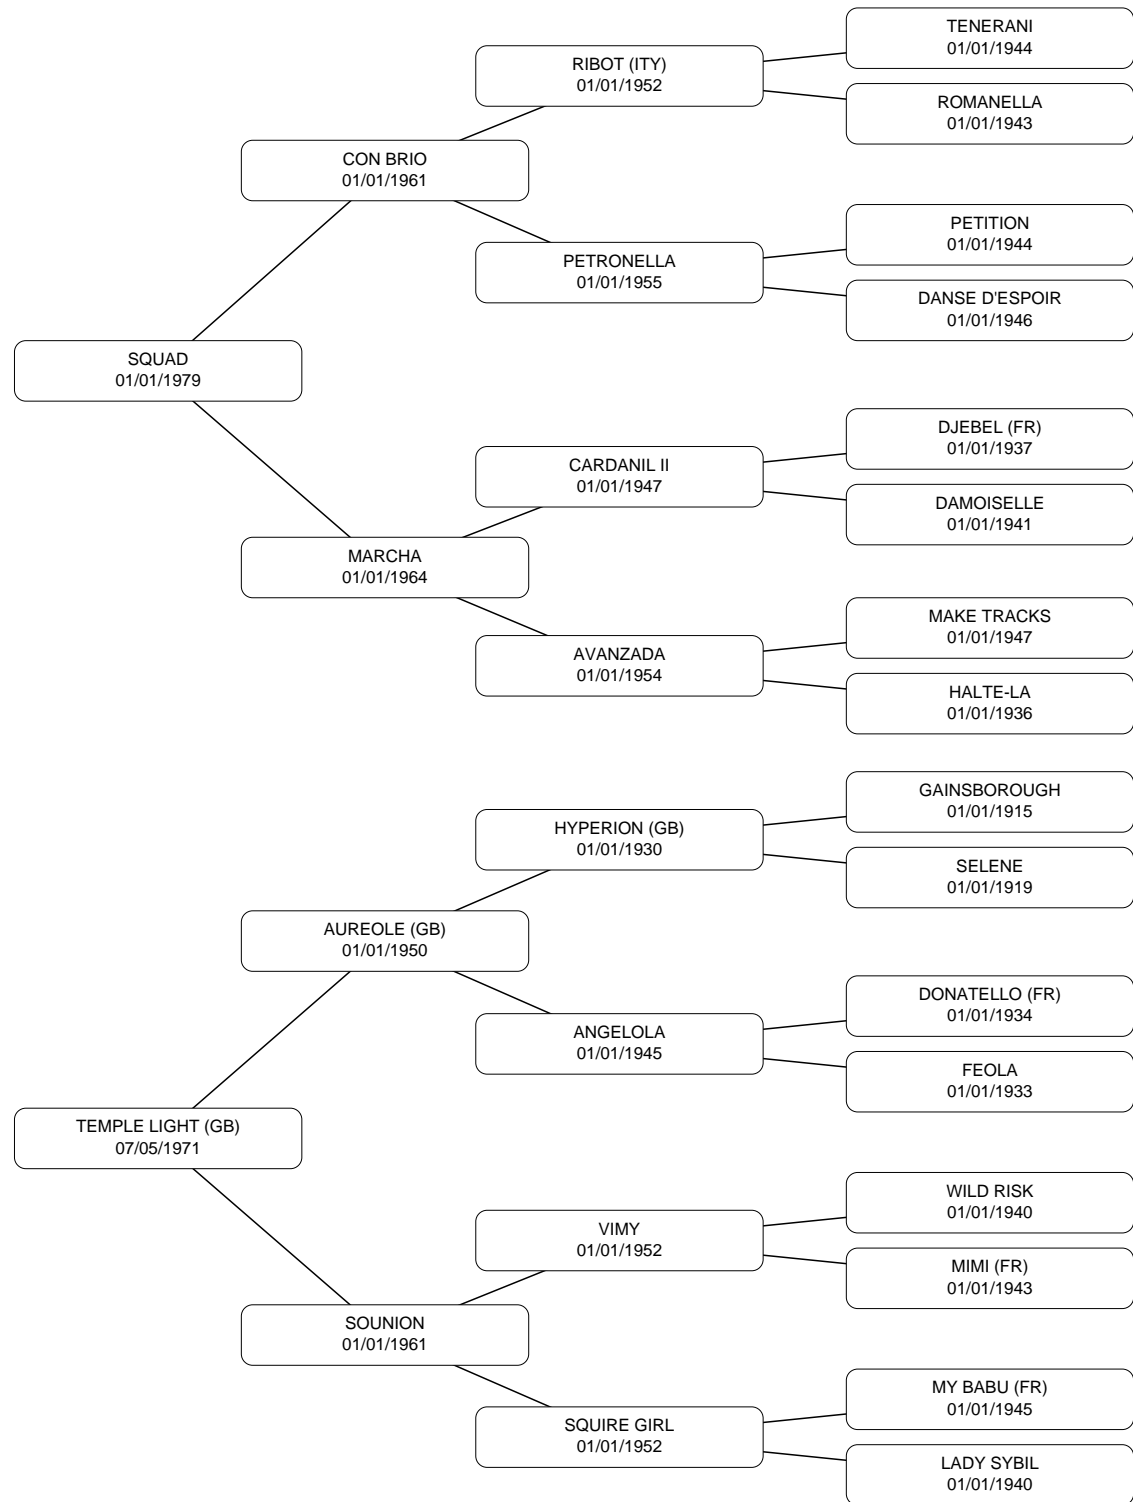 TENERANI
01/01/1944
RIBOT (ITY)
01/01/1952
ROMANELLA
01/01/1943
CON BRIO
01/01/1961
PETITION
01/01/1944
PETRONELLA
01/01/1955
DANSE D'ESPOIR
01/01/1946
SQUAD
01/01/1979
DJEBEL (FR)
01/01/1937
CARDANIL II
01/01/1947
DAMOISELLE
01/01/1941
MARCHA
01/01/1964
MAKE TRACKS
01/01/1947
AVANZADA
01/01/1954
HALTE-LA
01/01/1936
GAINSBOROUGH
01/01/1915
HYPERION (GB)
01/01/1930
SELENE
01/01/1919
AUREOLE (GB)
01/01/1950
DONATELLO (FR)
01/01/1934
ANGELOLA
01/01/1945
FEOLA
01/01/1933
TEMPLE LIGHT (GB)
07/05/1971
WILD RISK
01/01/1940
VIMY
01/01/1952
MIMI (FR)
01/01/1943
SOUNION
01/01/1961
MY BABU (FR)
01/01/1945
SQUIRE GIRL
01/01/1952
LADY SYBIL
01/01/1940